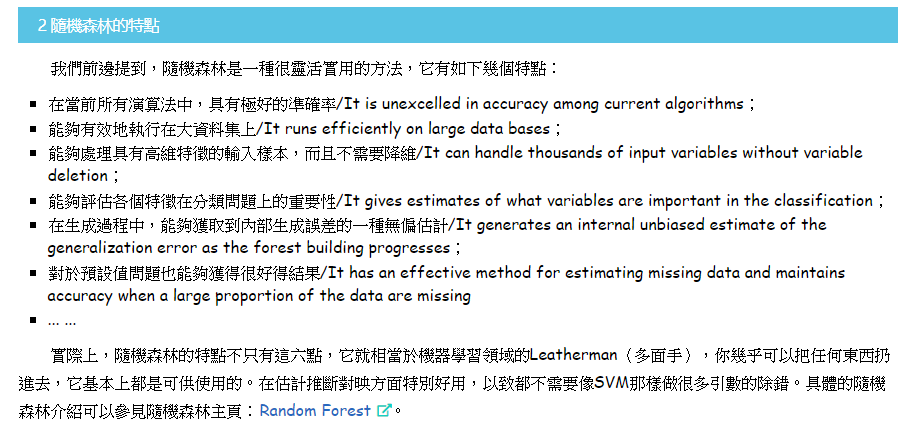 2 隨機森林的特點
我們前邊提到，隨機森林是一種很靈活實用的方法，它有如下幾個特點：
在當前所有演算法中，具有極好的準確率/It is unexcelled in accuracy among current algorithms；
能夠有效地執行在大資料集上/It runs efficiently on large data bases；
能夠處理具有高維特徵的輸入樣本，而且不需要降維/It can handle thousands of input variables without variable
deletion；
能夠評估各個特徵在分類問題上的重要性/It gives estimates of what variables are important in the classification；
在生成過程中，能夠獲取到內部生成誤差的一種無偏估計/It generates an internal unbiased estimate of the
generalization error as the forest building progresses；
對於預設值問題也能夠獲得很好得結果/It has an effective method for estimating missing data and maintains
accuracy when a large proportion of the data are missing
... ...
實際上，隨機森林的特點不只有這六點，它就相當於機器學習領域的Leatherman（多面手），你幾乎可以把任何東西扔
進去，它基本上都是可供使用的。在估計推斷對映方面特別好用，以致都不需要像SVM那樣做很多引數的除錯。具體的隨機
森林介紹可以參見隨機森林主頁：Random Forest。